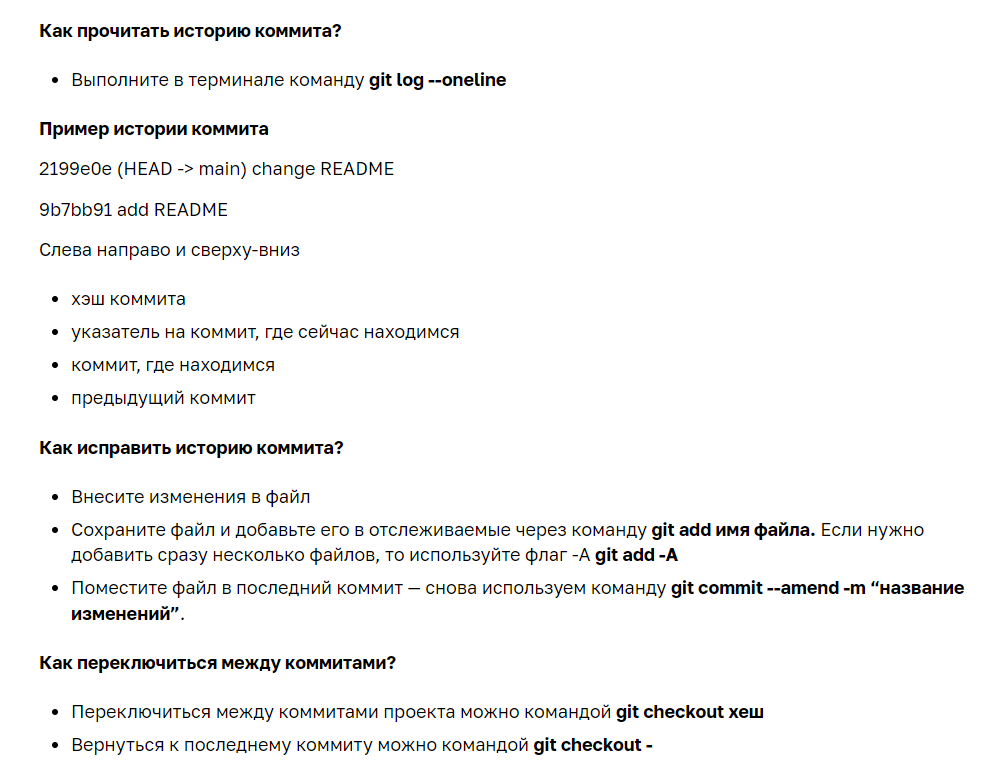 Как прочитать историю коммита?
Выполните в терминале команду git log --oneline
Пример истории коммита
2199e0e (HEAD -> main) change README
9b7bb91 add README
Слева направо и сверху-вниз
хэш коммита
указатель на коммит, где сейчас находимся
коммит, где находимся
предыдущий коммит
Как исправить историю коммита?
Внесите изменения в файл
Сохраните файл и добавьте его в отслеживаемые через команду git add имя файла. Если нужно
добавить сразу несколько файлов, то используйте флаг -А git add -A
Поместите файл в последний коммит — снова используем команду git commit --amend -m “название
изменений”.
Как переключиться между коммитами?
Переключиться между коммитами проекта можно командой git checkout хеш
Вернуться к последнему коммиту можно командой git checkout -